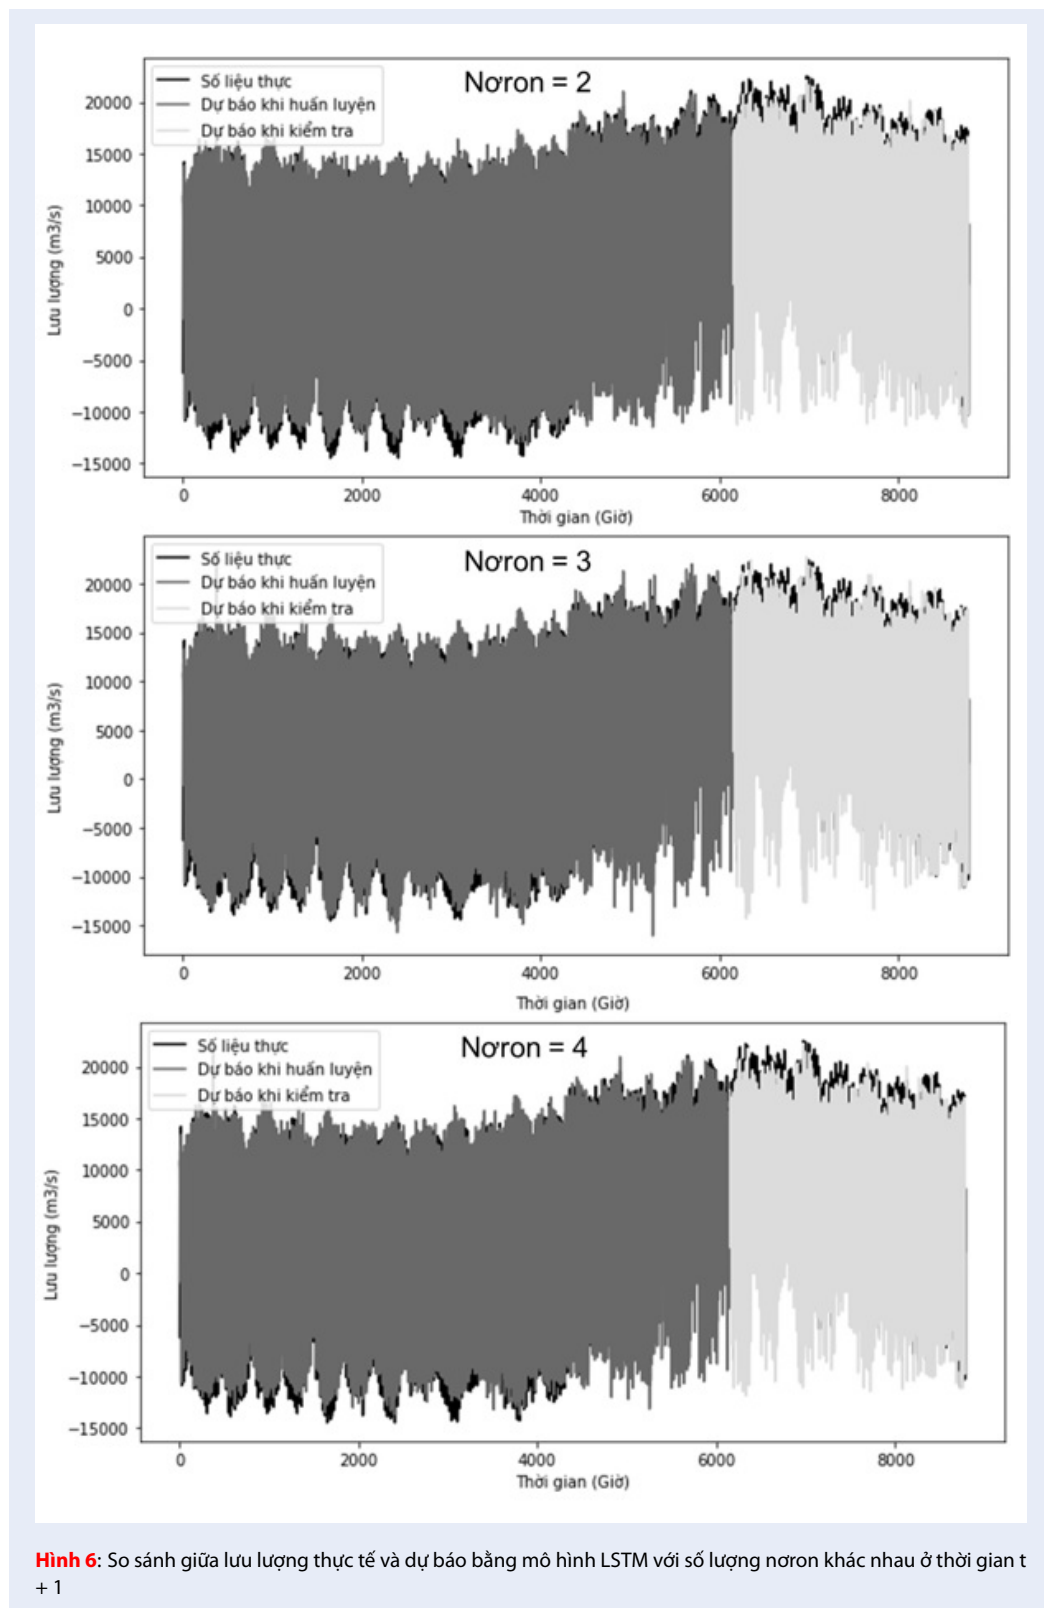 Nơron = 2
Số liệu thực
Dự báo khi huấn luyện
Dự báo khi kiểm tra
Lưu lượng (m3/s)
20000
15000
10000
5000
0
−5000
−10000
−15000
0 2000 4000 6000 8000
Thời gian (Giờ)
Nơron = 3
Số liệu thực
Dự báo khi huấn luyện
Dự báo khi kiểm tra
Lưu lượng (m3/s)
20000
15000
10000
5000
0
−5000
−10000
−15000
0 2000 4000 6000 8000
Thời gian (Giờ)
Nơron = 4
Số liệu thực
Dự báo khi huấn luyện
Dự báo khi kiểm tra
Lưu lượng (m3/s)
20000
15000
10000
5000
0
−5000
−10000
−15000
0 2000 4000 6000 8000
Thời gian (Giờ)
Hình 6: So sánh giữa lưu lượng thực tế và dự báo bằng mô hình LSTM với số lượng nơron khác nhau ở thời gian t
+ 1